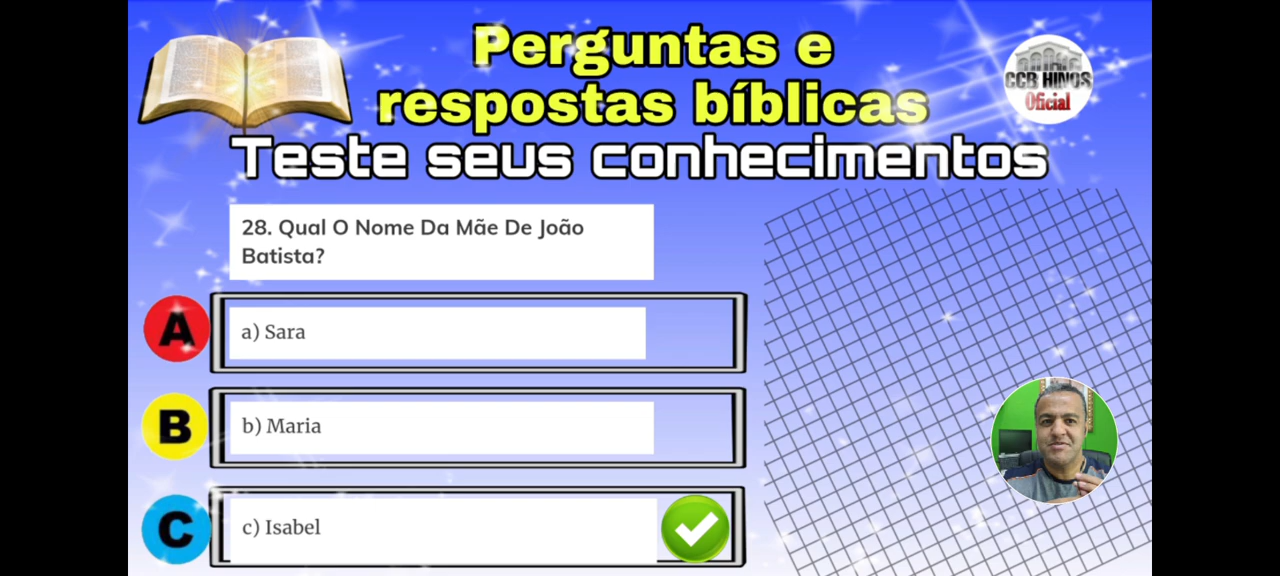 Perguntas e
respostas bíblicas
CCB HINOS
Oficial
Teste seus conhecimentos
28. Qual O Nome Da Mãe De João
Batista?
A
a) Sara
B
b) Maria
C
c) Isabel